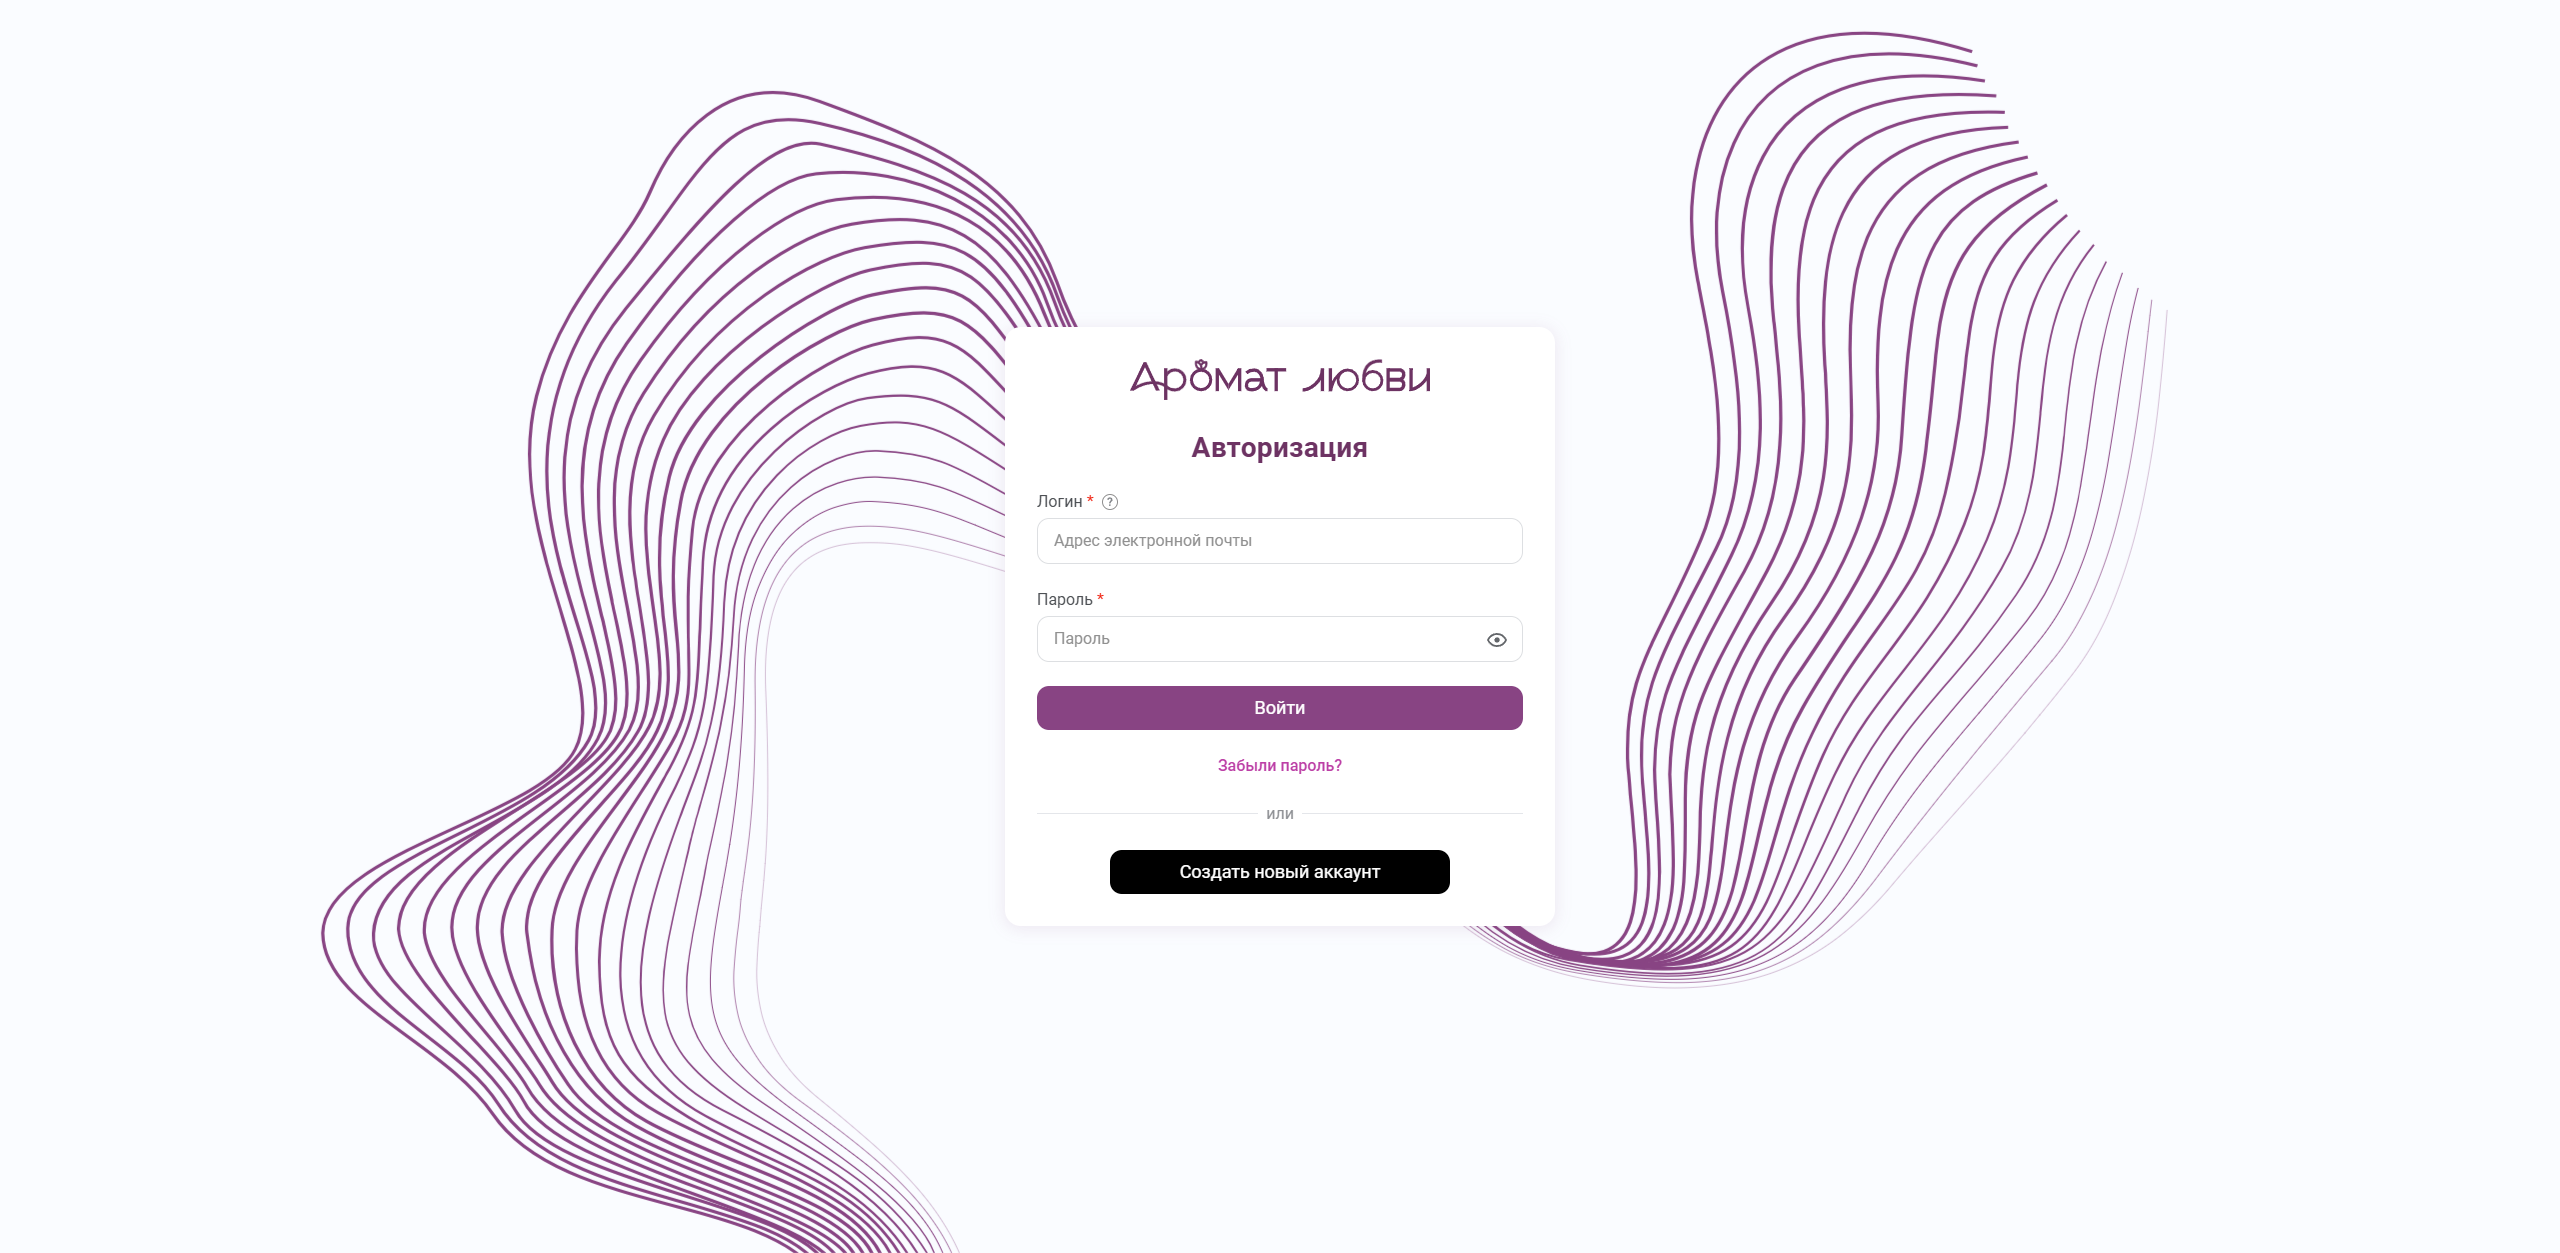 Аромат любви
Авторизация
Логин * ?
Адрес электронной почты
Пароль *
Пароль
Войти
Забыли пароль?
или
Создать новый аккаунт